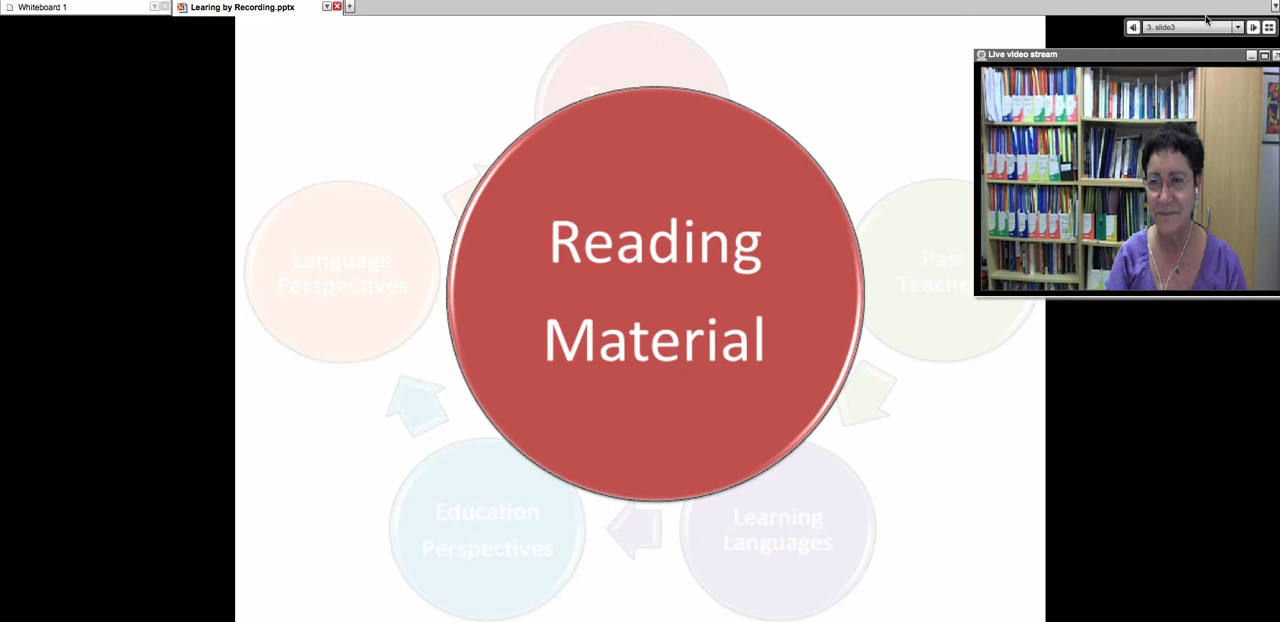 Whiteboard 1
Learing by Recording.pptx
3. slide3
Live video stream
Reading
Material
Language
Perspectives
Past
Education
Perspectives
Learning
Languages